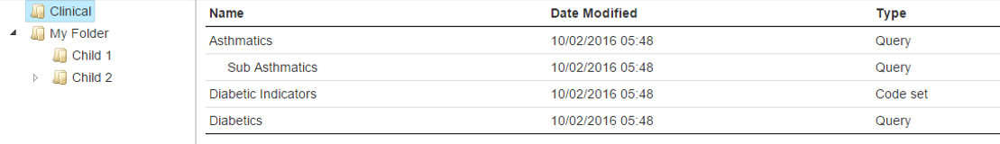 Clinical
My Folder
Child 1
Child 2
Name Date Modified Type
Asthmatics 10/02/2016 05:48 Query
Sub Asthmatics 10/02/2016 05:48 Query
Diabetic Indicators 10/02/2016 05:48 Code set
Diabetics 10/02/2016 05:48 Query